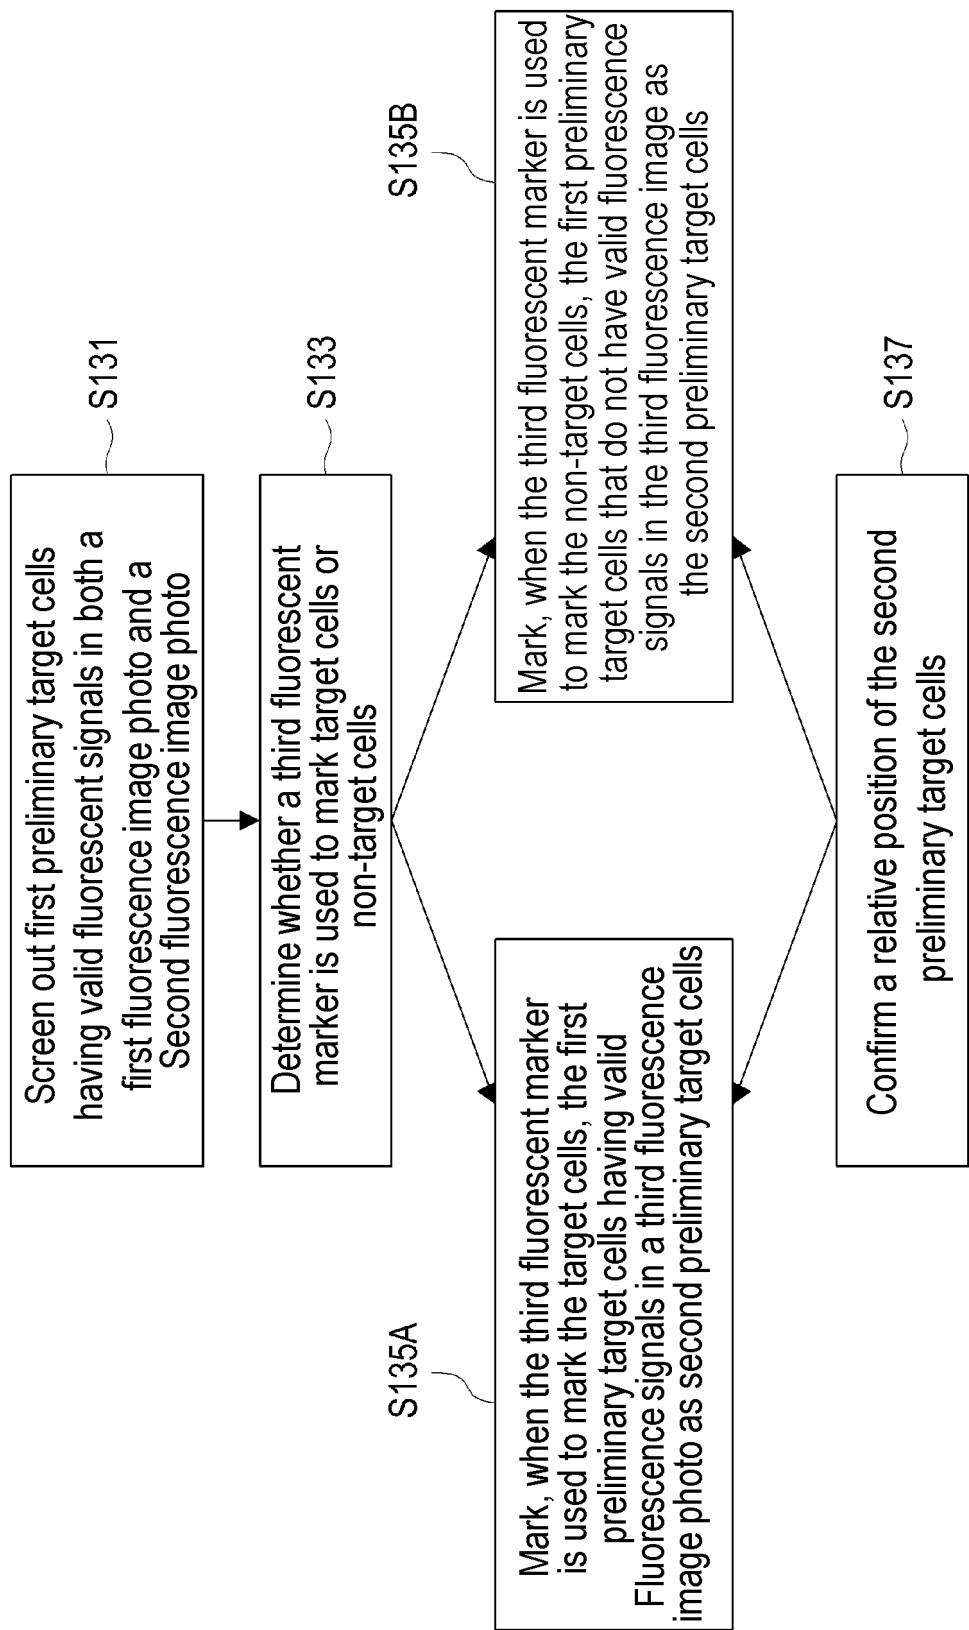 Screen out first preliminary target cells
having valid fluorescent signals in both a
first fluorescence image photo and a
Second fluorescence image photo
S131
Determine whether a third fluorescent
marker is used to mark target cells or
non-target cells
S133
S135A
Mark, when the third fluorescent marker
is used to mark the target cells, the first
preliminary target cells having valid
Fluorescence signals in a third fluorescence
image photo as second preliminary target cells
S135B
Mark, when the third fluorescent marker is used
to mark the non-target cells, the first preliminary
target cells that do not have valid fluorescence
signals in the third fluorescence image as
the second preliminary target cells
Confirm a relative position of the second
preliminary target cells
S137